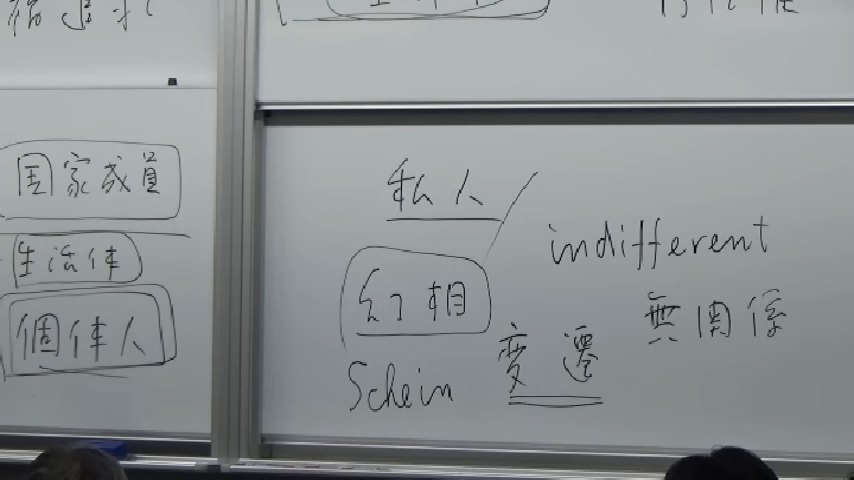 国家成員
生活体
個体人
私人
indifferent
幻相
無関係
Schein 変遷